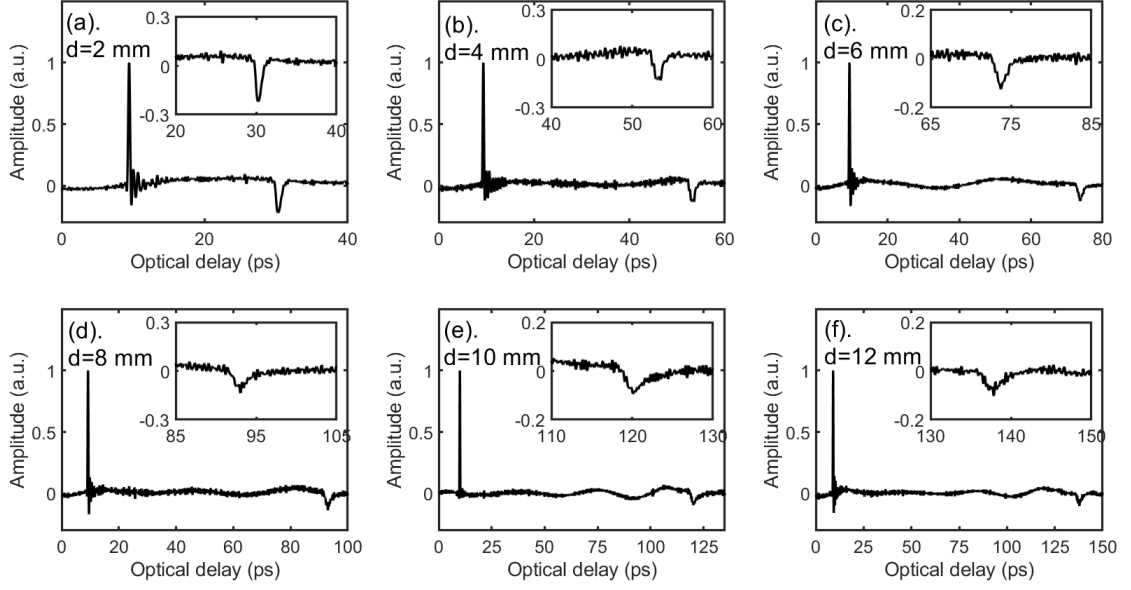 (a).
d=2 mm
Amplitude (a.u.)
1
0.5
0
0 20 40
Optical delay (ps)
0.3
0
-0.3
20 30 40
(b).
d=4 mm
Amplitude (a.u.)
1
0.5
0
0 20 40 60
Optical delay (ps)
0.3
0
-0.3
40 50 60
(c).
d=6 mm
Amplitude (a.u.)
1
0.5
0
0 20 40 60 80
Optical delay (ps)
0.2
0
-0.2
65 75 85
(d).
d=8 mm
Amplitude (a.u.)
1
0.5
0
0 20 40 60 80 100
Optical delay (ps)
0.3
0
-0.3
85 95 105
(e).
d=10 mm
Amplitude (a.u.)
1
0.5
0
0 25 50 75 100 125
Optical delay (ps)
0.2
0
-0.2
110 120 130
(f).
d=12 mm
Amplitude (a.u.)
1
0.5
0
0 25 50 75 100 125 150
Optical delay (ps)
0.2
0
-0.2
130 140 150